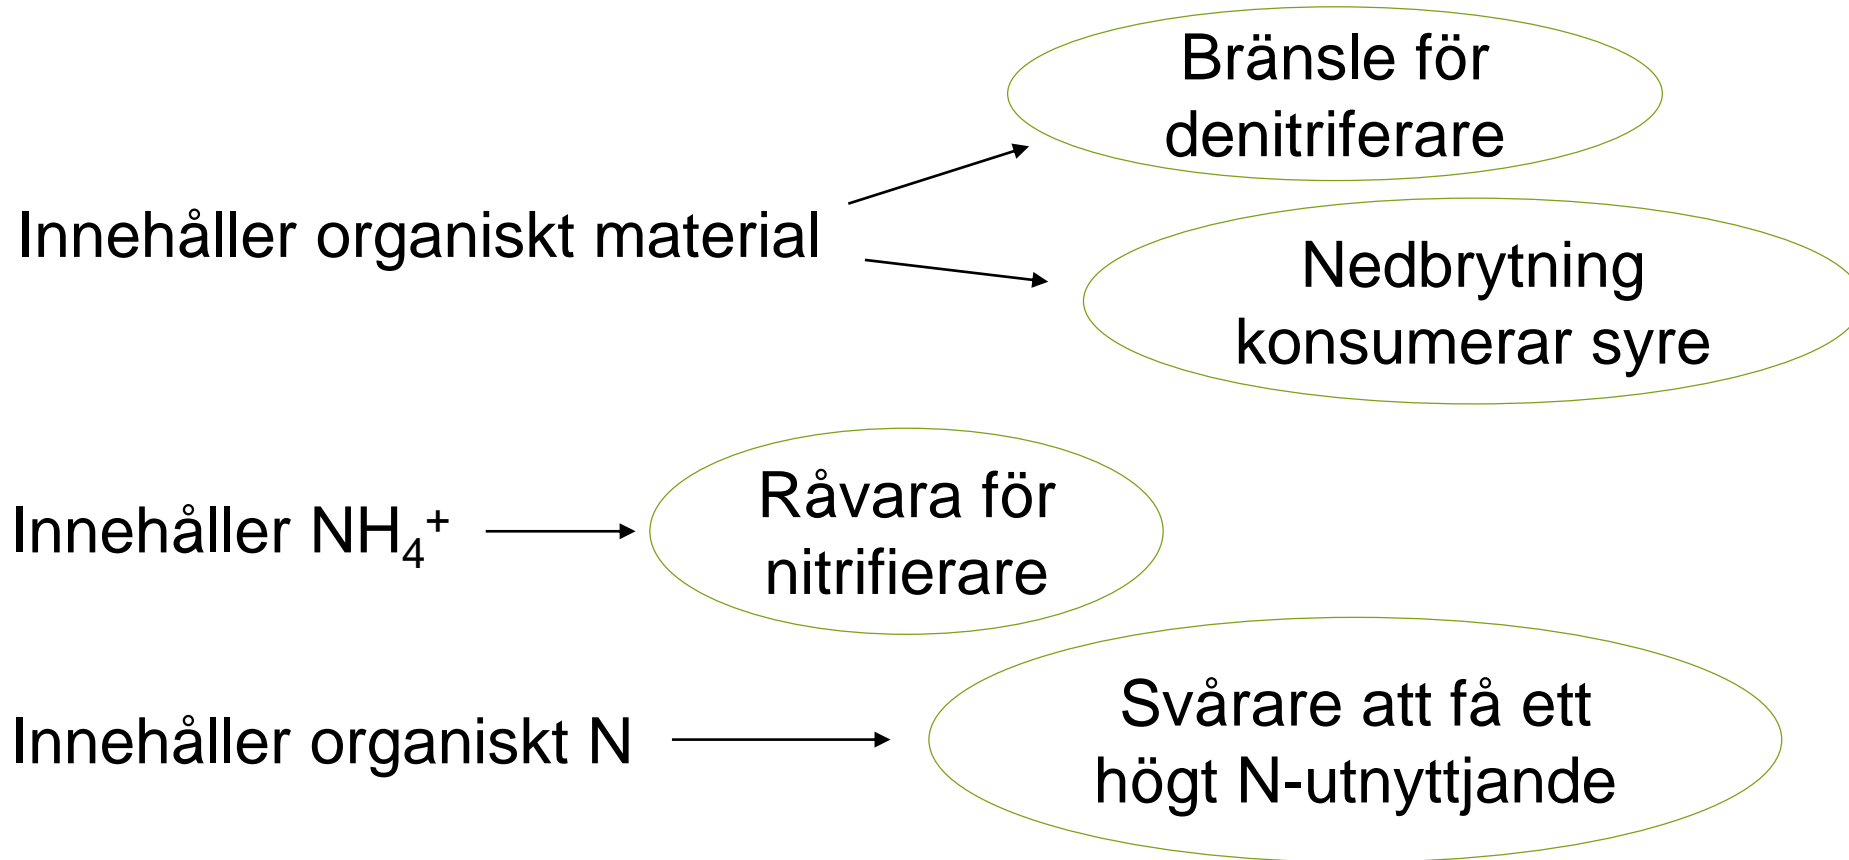 Bränsle för
denitriferare
Innehåller organiskt material
Nedbrytning
konsumerar syre
Innehåller NH₄⁺
Råvara för
nitrifierare
Innehåller organiskt N
Svårare att få ett
högt N-utnyttjande